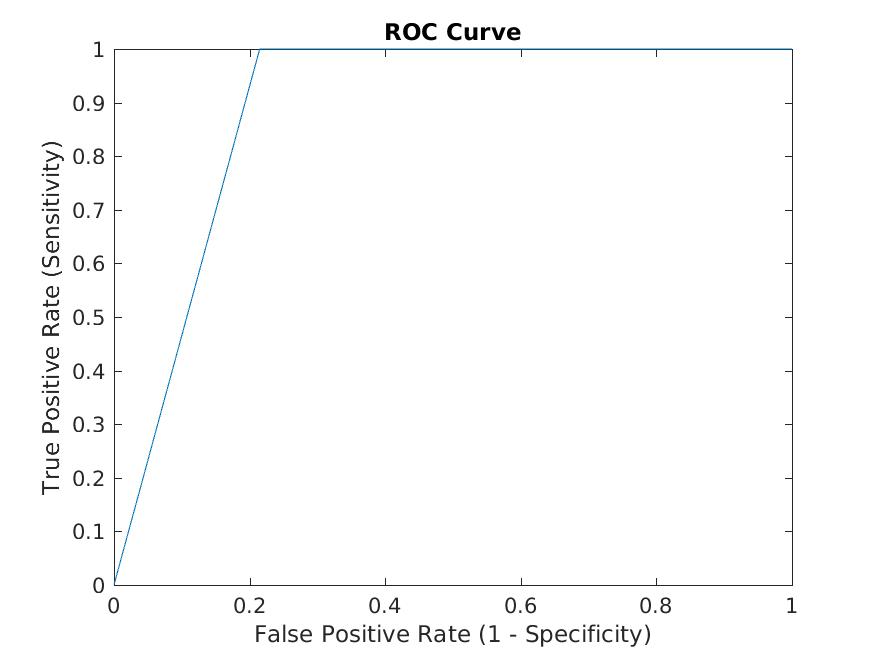 ROC Curve
True Positive Rate (Sensitivity)
1
0.9
0.8
0.7
0.6
0.5
0.4
0.3
0.2
0.1
0
0 0.2 0.4 0.6 0.8 1
False Positive Rate (1 - Specificity)